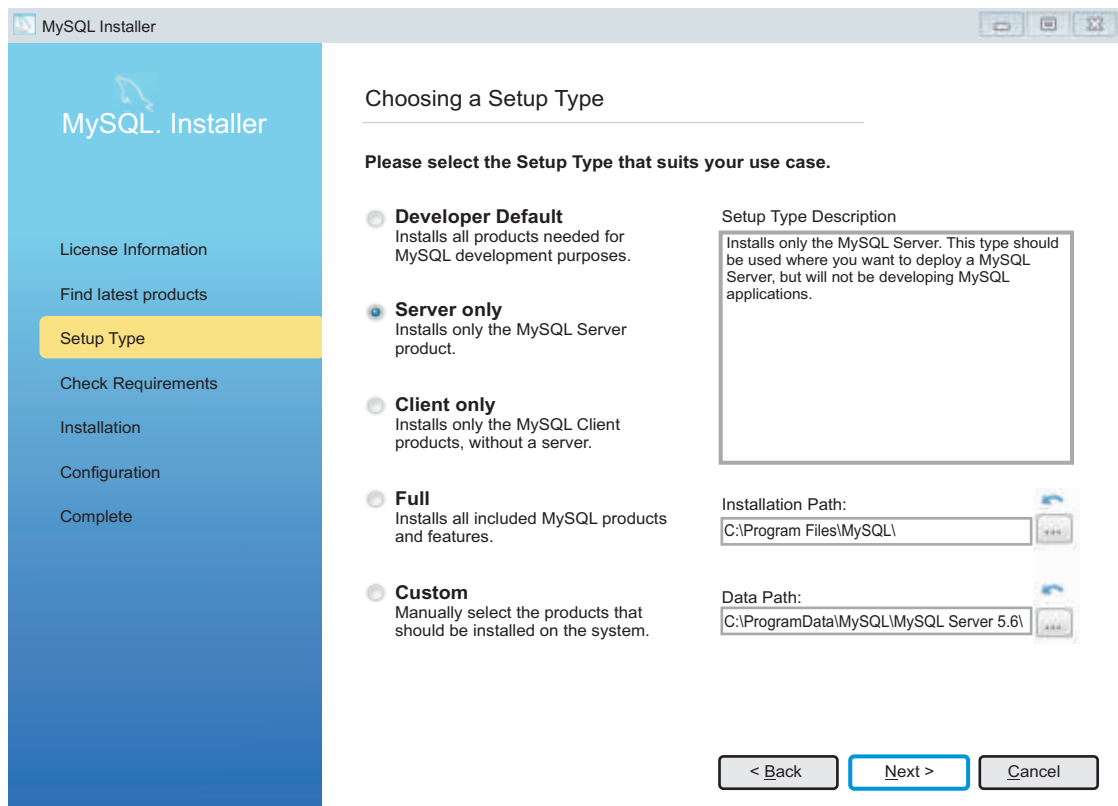 MySQL Installer
MySQL. Installer
License Information
Find latest products
Setup Type
Check Requirements
Installation
Configuration
Complete
Choosing a Setup Type
Please select the Setup Type that suits your use case.
Developer Default
Installs all products needed for
MySQL development purposes.
Server only
Installs only the MySQL Server
product.
Client only
Installs only the MySQL Client
products, without a server.
Full
Installs all included MySQL products
and features.
Custom
Manually select the products that
should be installed on the system.
Setup Type Description
Installs only the MySQL Server. This type should
be used where you want to deploy a MySQL
Server, but will not be developing MySQL
applications.
Installation Path:
C:\Program Files\MySQL\
...
Data Path:
C:\ProgramData\MySQL\MySQL Server 5.6\
...
< Back
Next >
Cancel